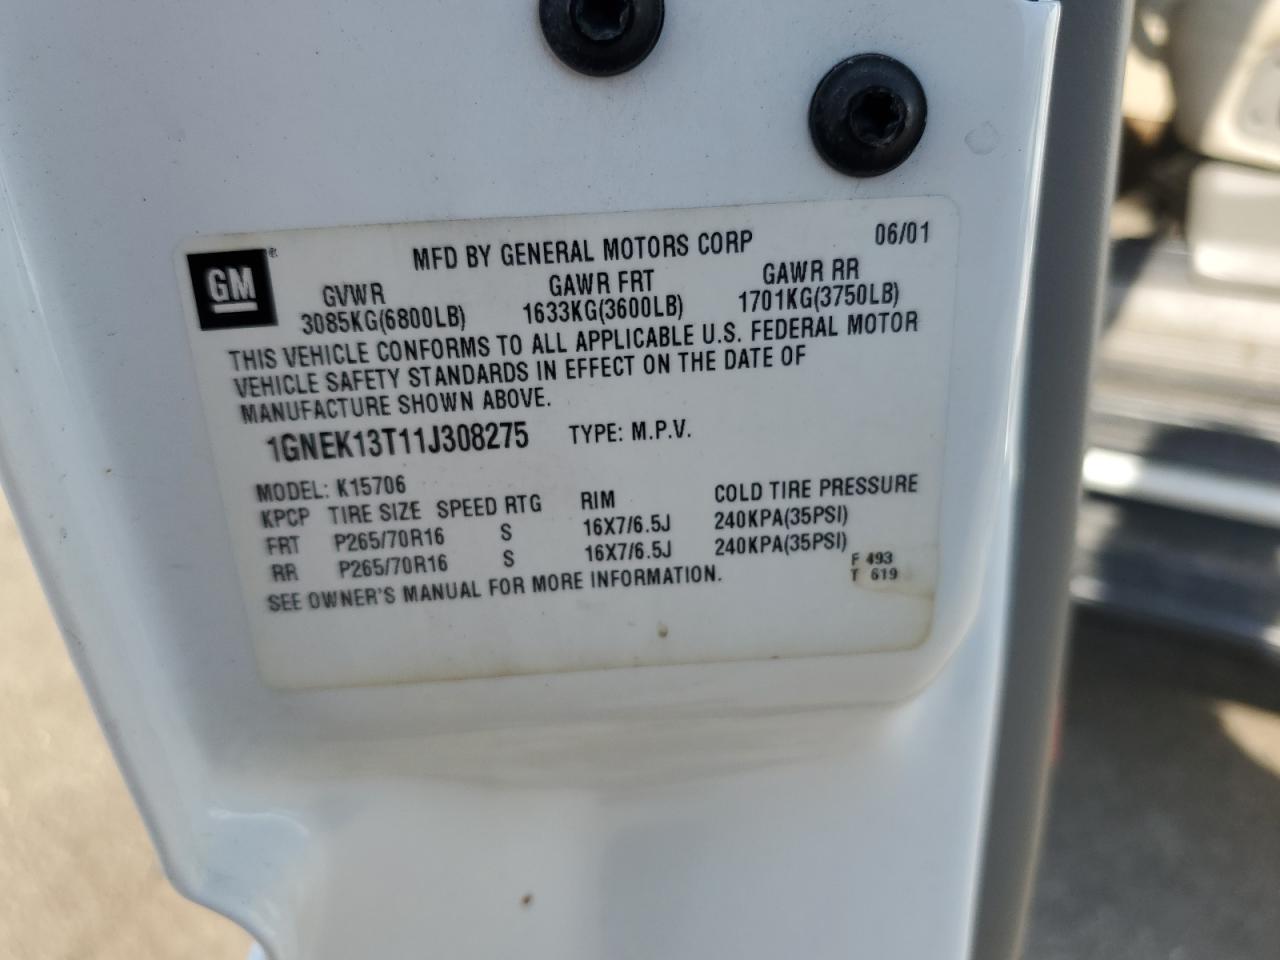 GM®
MFD BY GENERAL MOTORS CORP 06/01
GVWR GAWR FRT GAWR RR
3085KG(6800LB) 1633KG(3600LB) 1701KG(3750LB)
THIS VEHICLE CONFORMS TO ALL APPLICABLE U.S. FEDERAL MOTOR
VEHICLE SAFETY STANDARDS IN EFFECT ON THE DATE OF
MANUFACTURE SHOWN ABOVE.
1GNEK13T11J308275 TYPE: M.P.V.
MODEL: K15706
KPCP TIRE SIZE SPEED RTG RIM COLD TIRE PRESSURE
FRT P265/70R16 S 16X7/6.5J 240KPA(35PSI)
RR P265/70R16 S 16X7/6.5J 240KPA(35PSI)
SEE OWNER'S MANUAL FOR MORE INFORMATION.
F 493
T 619